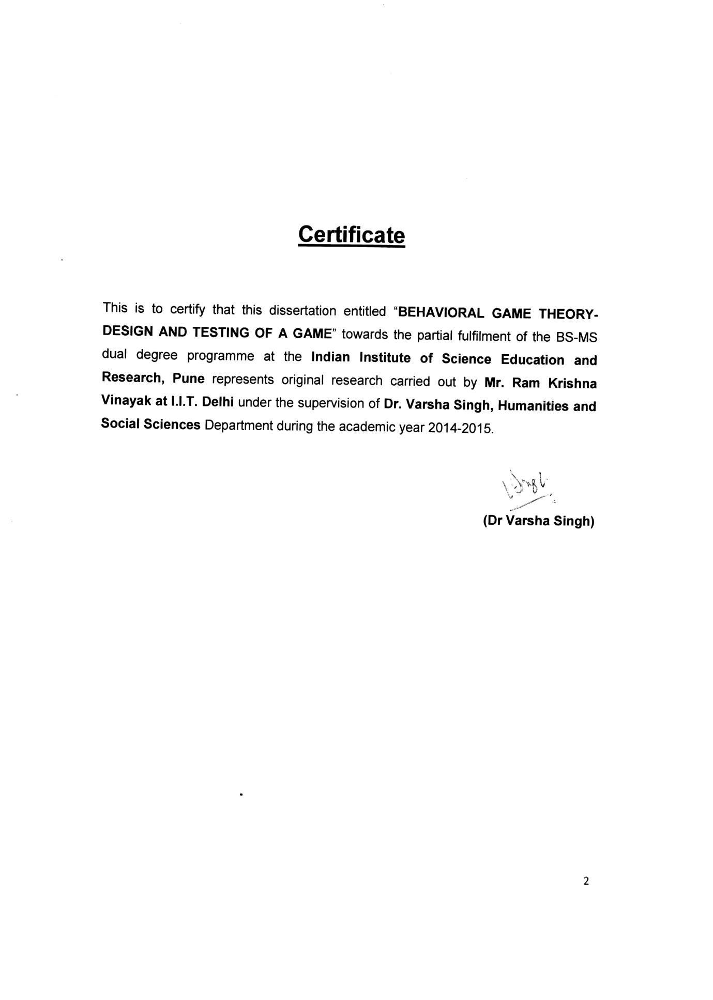 Certificate
This is to certify that this dissertation entitled “BEHAVIORAL GAME THEORY-
DESIGN AND TESTING OF A GAME” towards the partial fulfilment of the BS-MS
dual degree programme at the Indian Institute of Science Education and
Research, Pune represents original research carried out by Mr. Ram Krishna
Vinayak at I.I.T. Delhi under the supervision of Dr. Varsha Singh, Humanities and
Social Sciences Department during the academic year 2014-2015.
(Dr Varsha Singh)
2